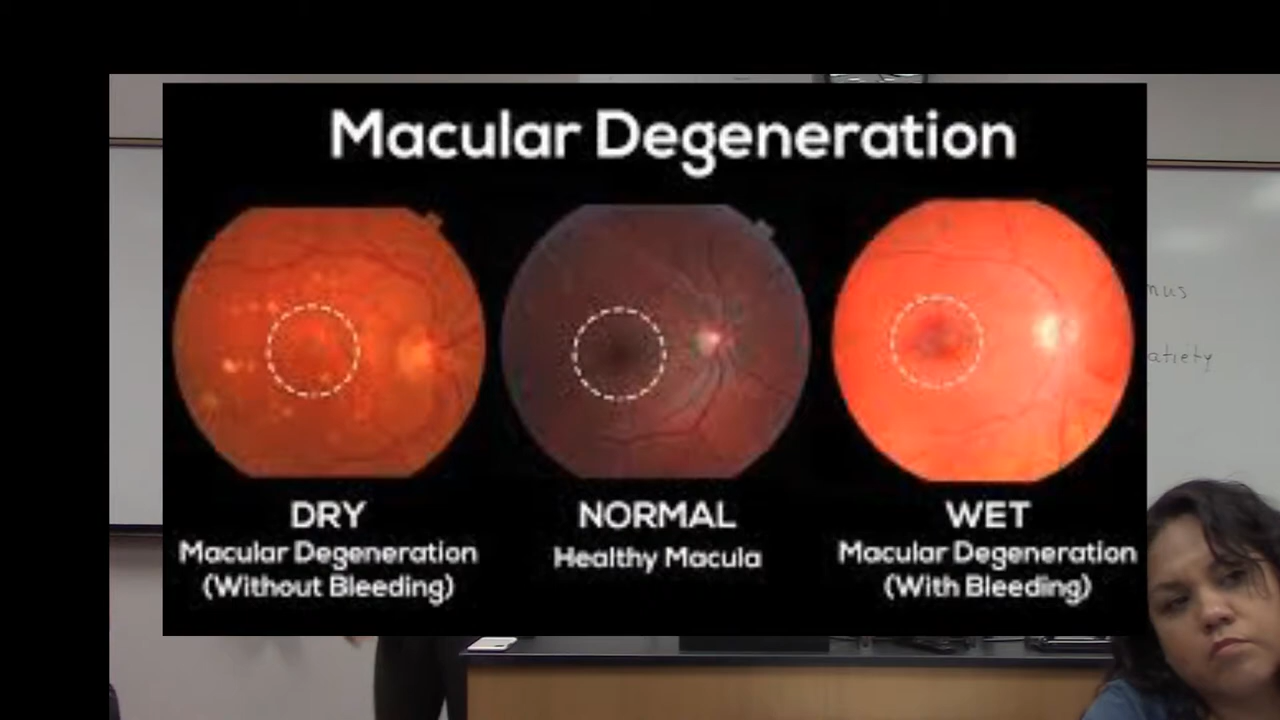 Macular Degeneration
DRY
Macular Degeneration
(Without Bleeding)
NORMAL
Healthy Macula
WET
Macular Degeneration
(With Bleeding)